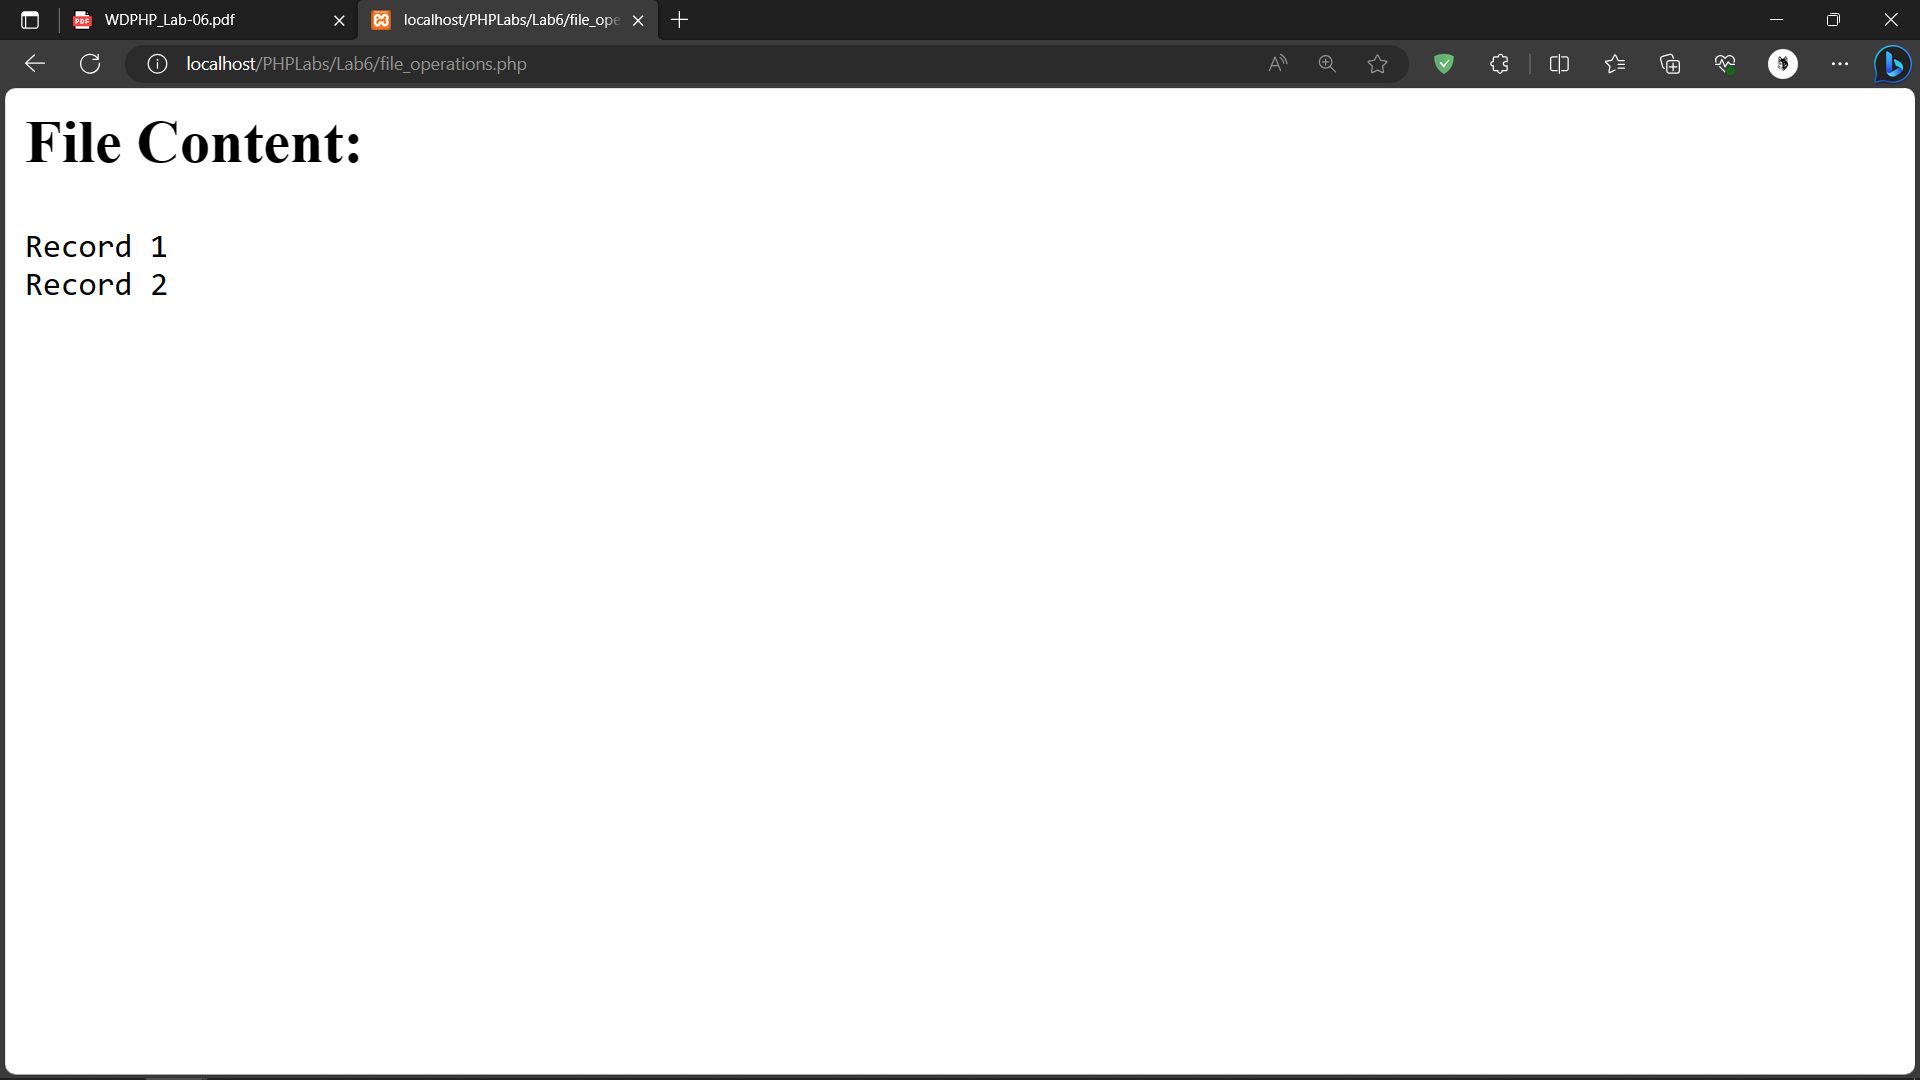 WDPHP_Lab-06.pdf
localhost/PHPLabs/Lab6/file_ope
localhost/PHPLabs/Lab6/file_operations.php
File Content:
Record 1
Record 2